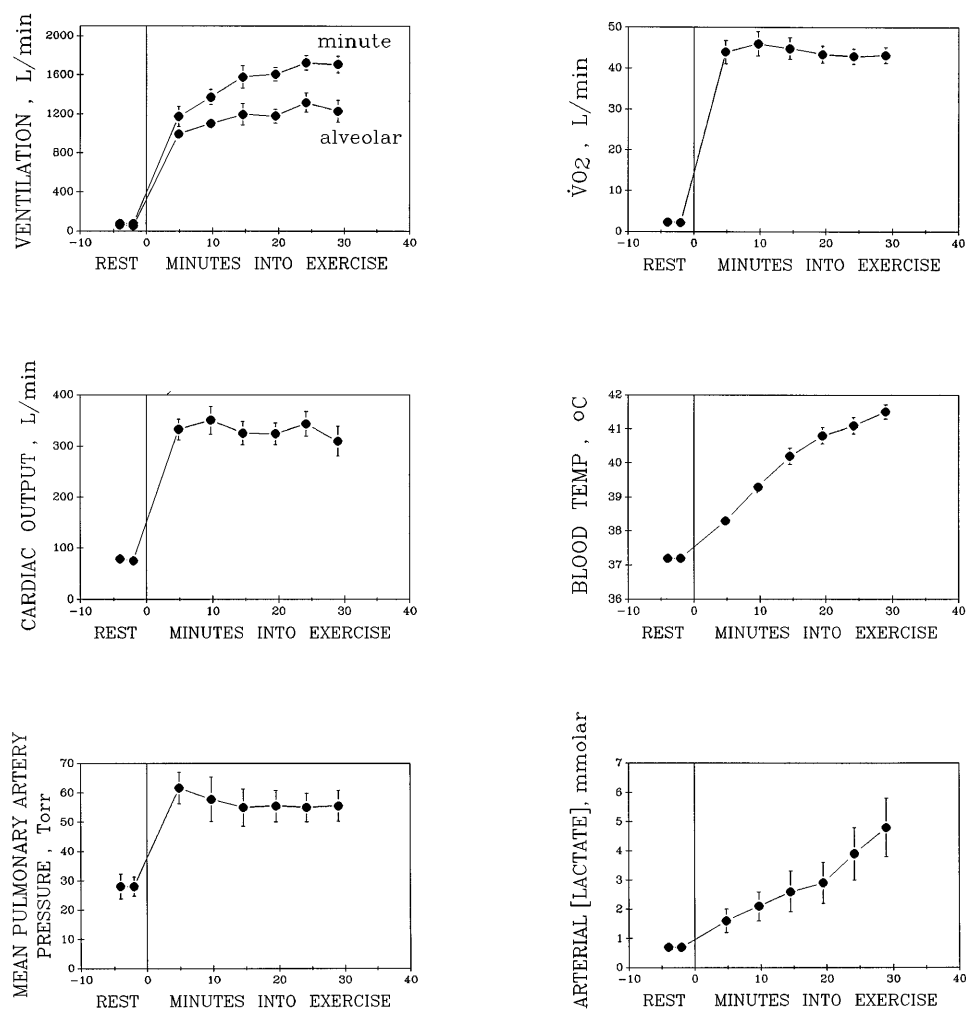 VENTILATION , L/min
2000
1600
1200
800
400
0
minute
alveolar
-10 0 10 20 30 40
REST MINUTES INTO EXERCISE
V̇O2 , L/min
50
40
30
20
10
0
-10 0 10 20 30 40
REST MINUTES INTO EXERCISE
CARDIAC OUTPUT , L/min
400
300
200
100
0
-10 0 10 20 30 40
REST MINUTES INTO EXERCISE
BLOOD TEMP , oC
42
41
40
39
38
37
36
-10 0 10 20 30 40
REST MINUTES INTO EXERCISE
MEAN PULMONARY ARTERY
PRESSURE , Torr
70
60
50
40
30
20
10
0
-10 0 10 20 30 40
REST MINUTES INTO EXERCISE
ARTERIAL [LACTATE], mmolar
7
6
5
4
3
2
1
0
-10 0 10 20 30 40
REST MINUTES INTO EXERCISE